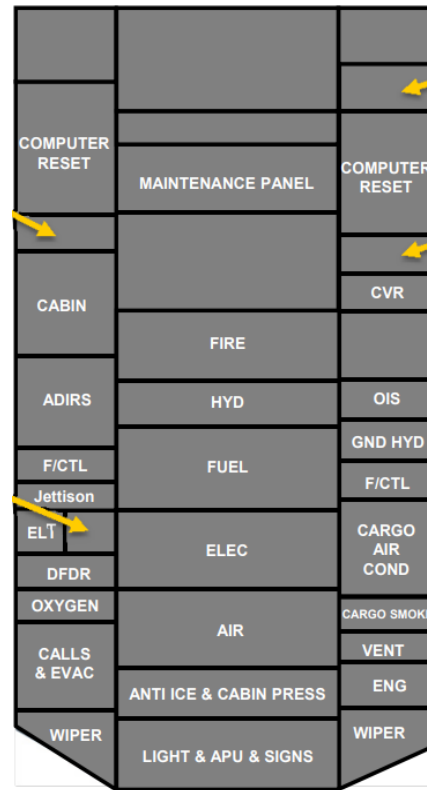 COMPUTER
RESET
CABIN
ADIRS
F/CTL
Jettison
ELT
DFDR
OXYGEN
CALLS
& EVAC
WIPER
MAINTENANCE PANEL
FIRE
HYD
FUEL
ELEC
AIR
ANTI ICE & CABIN PRESS
LIGHT & APU & SIGNS
COMPUTER
RESET
CVR
OIS
GND HYD
F/CTL
CARGO
AIR
COND
CARGO SMOKE
VENT
ENG
WIPER